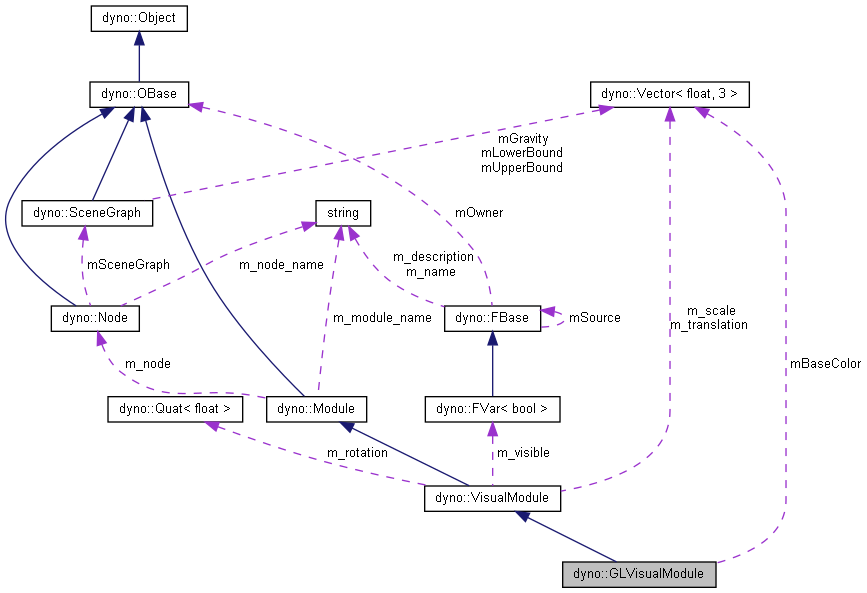 dyno::Object
dyno::OBase
dyno::Vector< float, 3 >
mGravity
mLowerBound
mUpperBound
dyno::SceneGraph
string
mOwner
mSceneGraph
m_node_name
m_description
m_name
dyno::Node
dyno::FBase
mSource
m_module_name
m_scale
m_translation
m_node
mBaseColor
dyno::Quat< float >
dyno::Module
dyno::FVar< bool >
m_rotation
m_visible
dyno::VisualModule
dyno::GLVisualModule